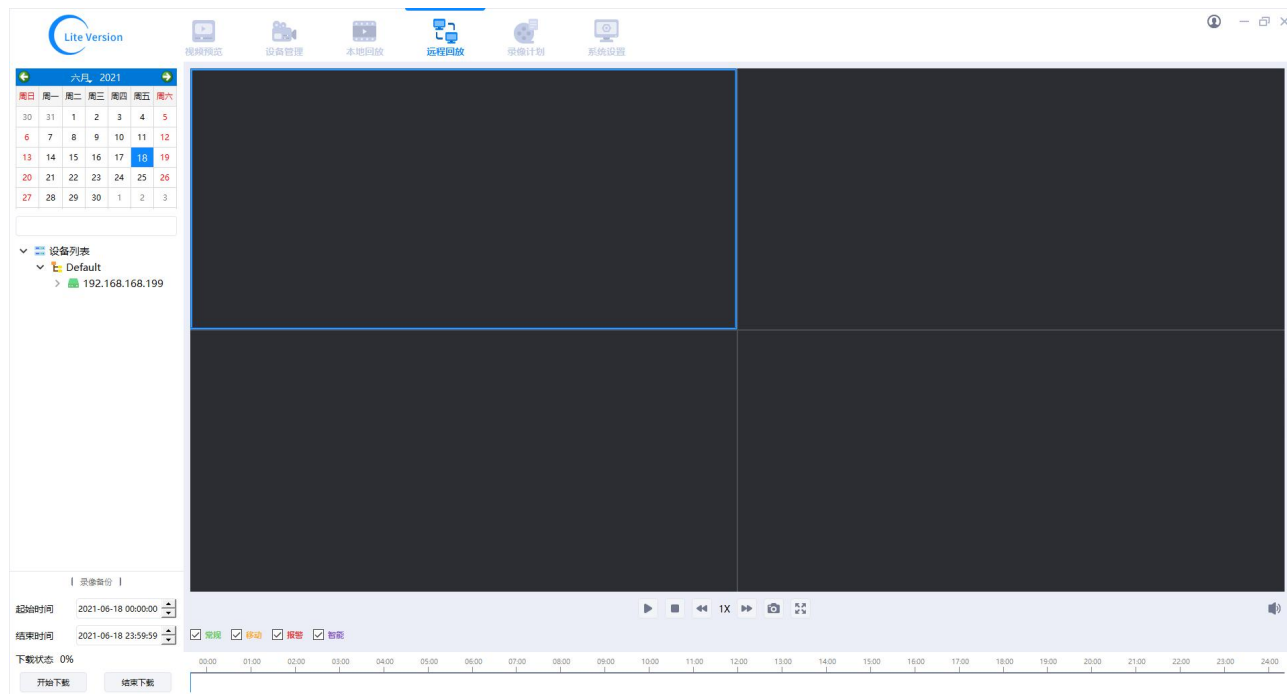 Lite Version
视频预览 设备管理 本地回放 远程回放 录像计划 系统设置
六月, 2021
周日 周一 周二 周三 周四 周五 周六
30 31 1 2 3 4 5
6 7 8 9 10 11 12
13 14 15 16 17 18 19
20 21 22 23 24 25 26
27 28 29 30 1 2 3
设备列表
Default
192.168.168.199
录像备份
1X
起始时间 2021-06-18 00:00:00
结束时间 2021-06-18 23:59:59
常规 移动 报警 智能
下载状态 0%
00:00 01:00 02:00 03:00 04:00 05:00 06:00 07:00 08:00 09:00 10:00 11:00 12:00 13:00 14:00 15:00 16:00 17:00 18:00 19:00 20:00 21:00 22:00 23:00 24:00
开始下载 结束下载